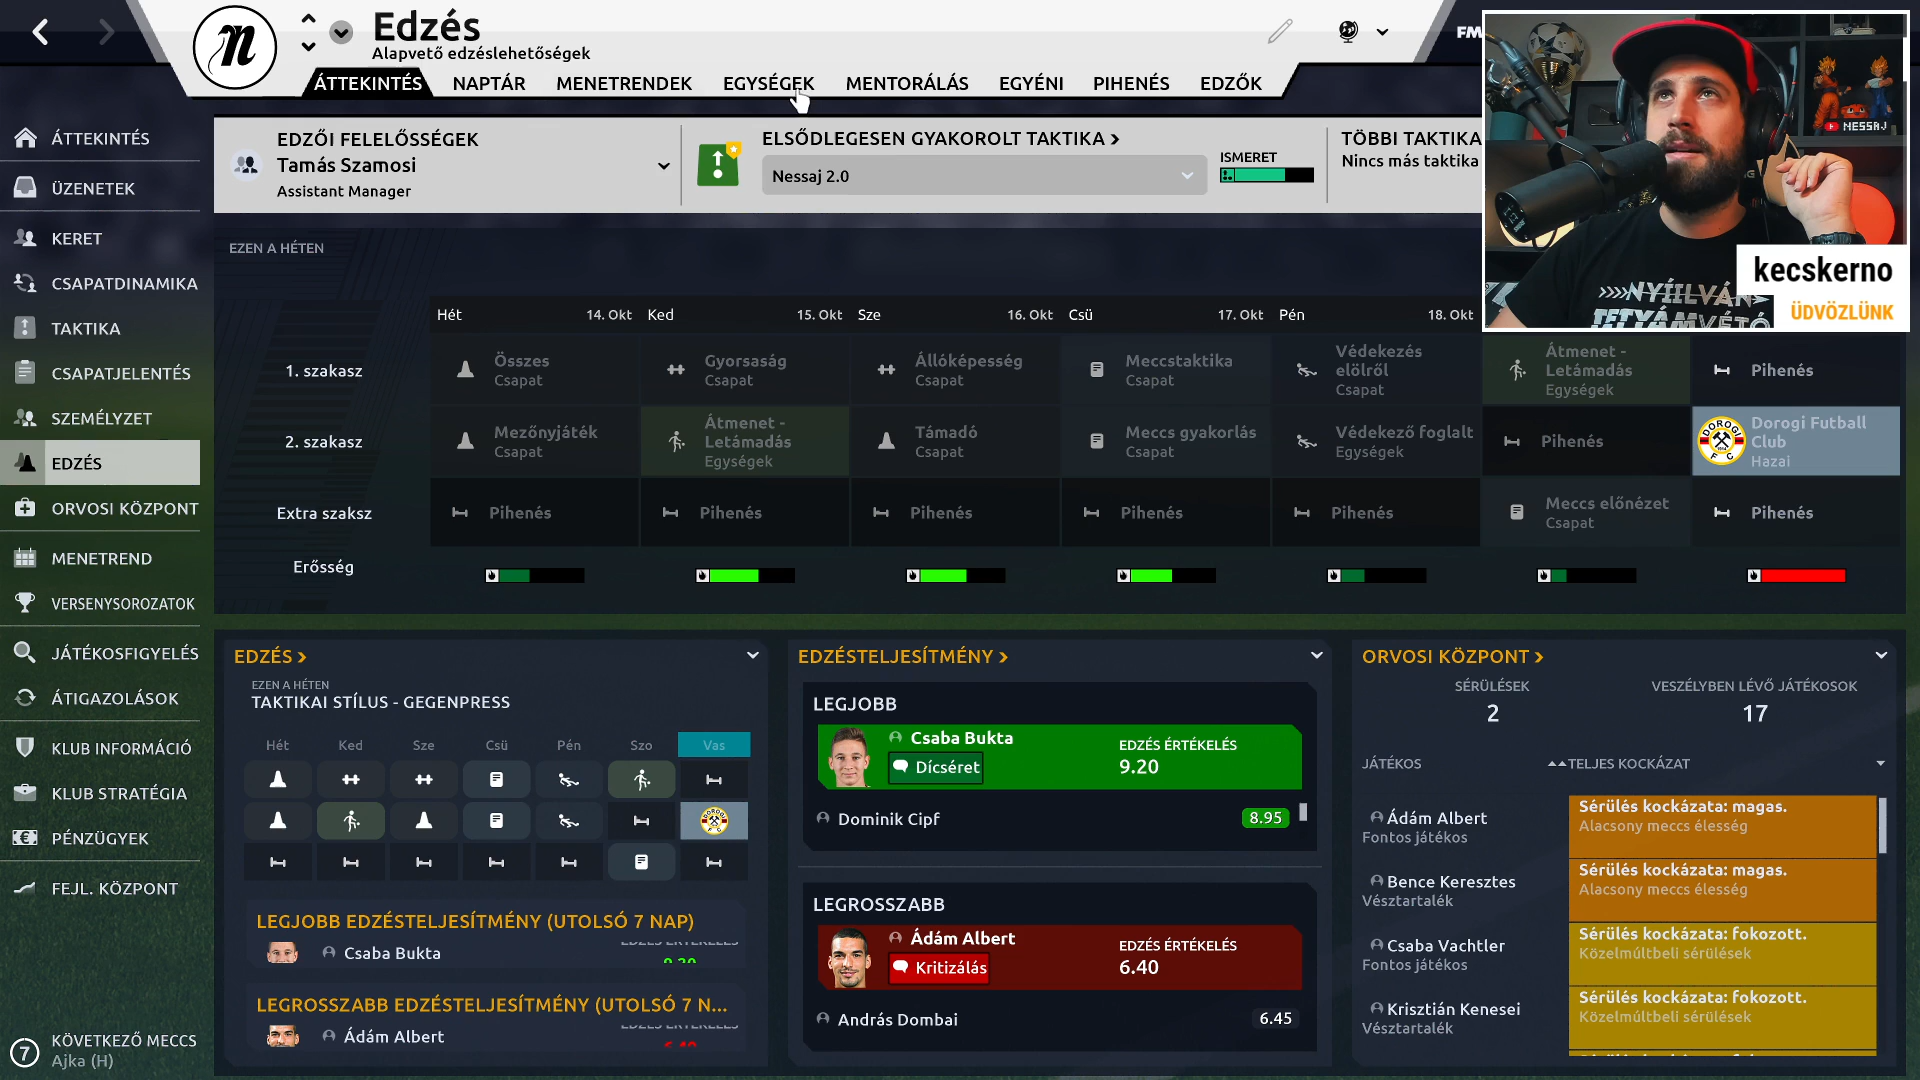 Edzés
Alapvető edzéslehetőségek
FM
ÁTTEKINTÉS
NAPTÁR
MENETRENDEK
EGYSÉGEK
MENTORÁLÁS
EGYÉNI
PIHENÉS
EDZŐK
ÁTTEKINTÉS
ÜZENETEK
KERET
CSAPATDINAMIKA
TAKTIKA
CSAPATJELENTÉS
SZEMÉLYZET
EDZÉS
ORVOSI KÖZPONT
MENETREND
VERSENYSOROZATOK
JÁTÉKOSFIGYELÉS
ÁTIGAZOLÁSOK
KLUB INFORMÁCIÓ
KLUB STRATÉGIA
PÉNZÜGYEK
FEJL. KÖZPONT
7
KÖVETKEZŐ MECCS
Ajka (H)
EDZŐI FELELŐSSÉGEK
Tamás Szamosi
Assistant Manager
ELSŐDLEGESEN GYAKOROLT TAKTIKA
Nessaj 2.0
ISMERET
TÖBBI TAKTIKA
Nincs más taktika
NESSAJ
kecskerno
ÜDVÖZLÜNK
EZEN A HÉTEN
Hét 14. Okt Ked 15. Okt Sze 16. Okt Csü 17. Okt Pén 18. Okt
1. szakasz
Összes
Csapat
Gyorsaság
Csapat
Állóképesség
Csapat
Meccstaktika
Csapat
Védekezés
elölről
Csapat
Átmenet -
Letámadás
Egységek
Pihenés
2. szakasz
Mezőnyjáték
Csapat
Átmenet -
Letámadás
Egységek
Támadó
Csapat
Meccs gyakorlás
Csapat
Védekező foglalt
Egységek
Pihenés
Dorogi Futball
Club
Hazai
Extra szaksz
Pihenés
Pihenés
Pihenés
Pihenés
Pihenés
Meccs előnézet
Csapat
Pihenés
Erősség
EDZÉS
EZEN A HÉTEN
TAKTIKAI STÍLUS - GEGENPRESS
Hét Ked Sze Csü Pén Szo Vas
LEGJOBB EDZÉSTELJESÍTMÉNY (UTOLSÓ 7 NAP)
Csaba Bukta
LEGROSSZABB EDZÉSTELJESÍTMÉNY (UTOLSÓ 7 N...
Ádám Albert
EDZÉSTELJESÍTMÉNY
LEGJOBB
Csaba Bukta
Dícséret
EDZÉS ÉRTÉKELÉS
9.20
Dominik Cipf
8.95
LEGROSSZABB
Ádám Albert
Kritizálás
EDZÉS ÉRTÉKELÉS
6.40
András Dombai
6.45
ORVOSI KÖZPONT
SÉRÜLÉSEK
2
VESZÉLYBEN LÉVŐ JÁTÉKOSOK
17
JÁTÉKOS
TELJES KOCKÁZAT
Ádám Albert
Fontos játékos
Sérülés kockázata: magas.
Alacsony meccs élesség
Bence Keresztes
Vésztartalék
Sérülés kockázata: magas.
Alacsony meccs élesség
Csaba Vachtler
Fontos játékos
Sérülés kockázata: fokozott.
Közelmúltbeli sérülések
Krisztián Kenesei
Vésztartalék
Sérülés kockázata: fokozott.
Közelmúltbeli sérülések